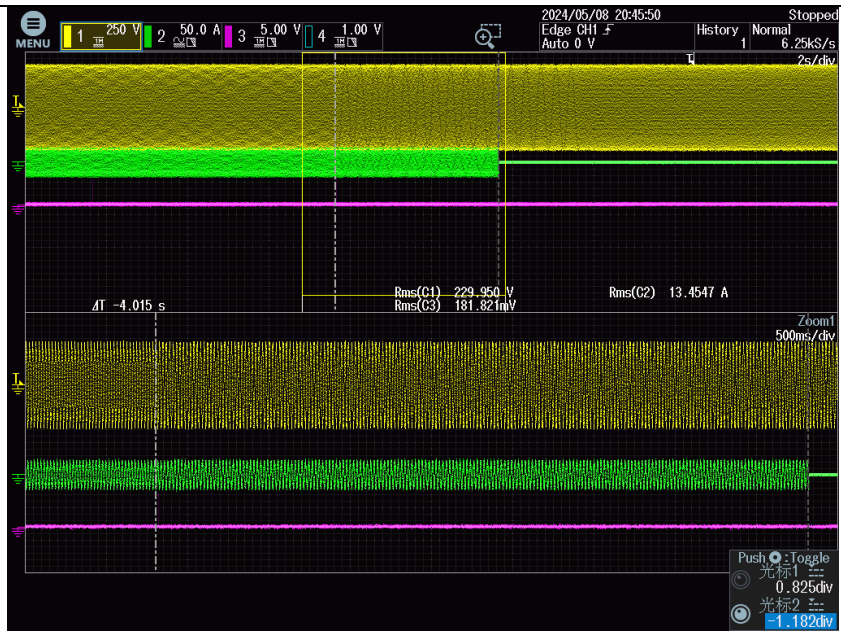 2024/05/08 20:45:50 Stopped
MENU 1 250 V 2 50.0 A 3 5.00 V 4 1.00 V Edge CH1 History Normal
Auto 0 V 1 6.25kS/s
2s/div
Rms(C1) 229.950 V Rms(C2) 13.4547 A
ΔT -4.015 s Rms(C3) 181.821mV
Zoom1
500ms/div
Push :Toggle
光标1
0.825div
光标2
-1.182div